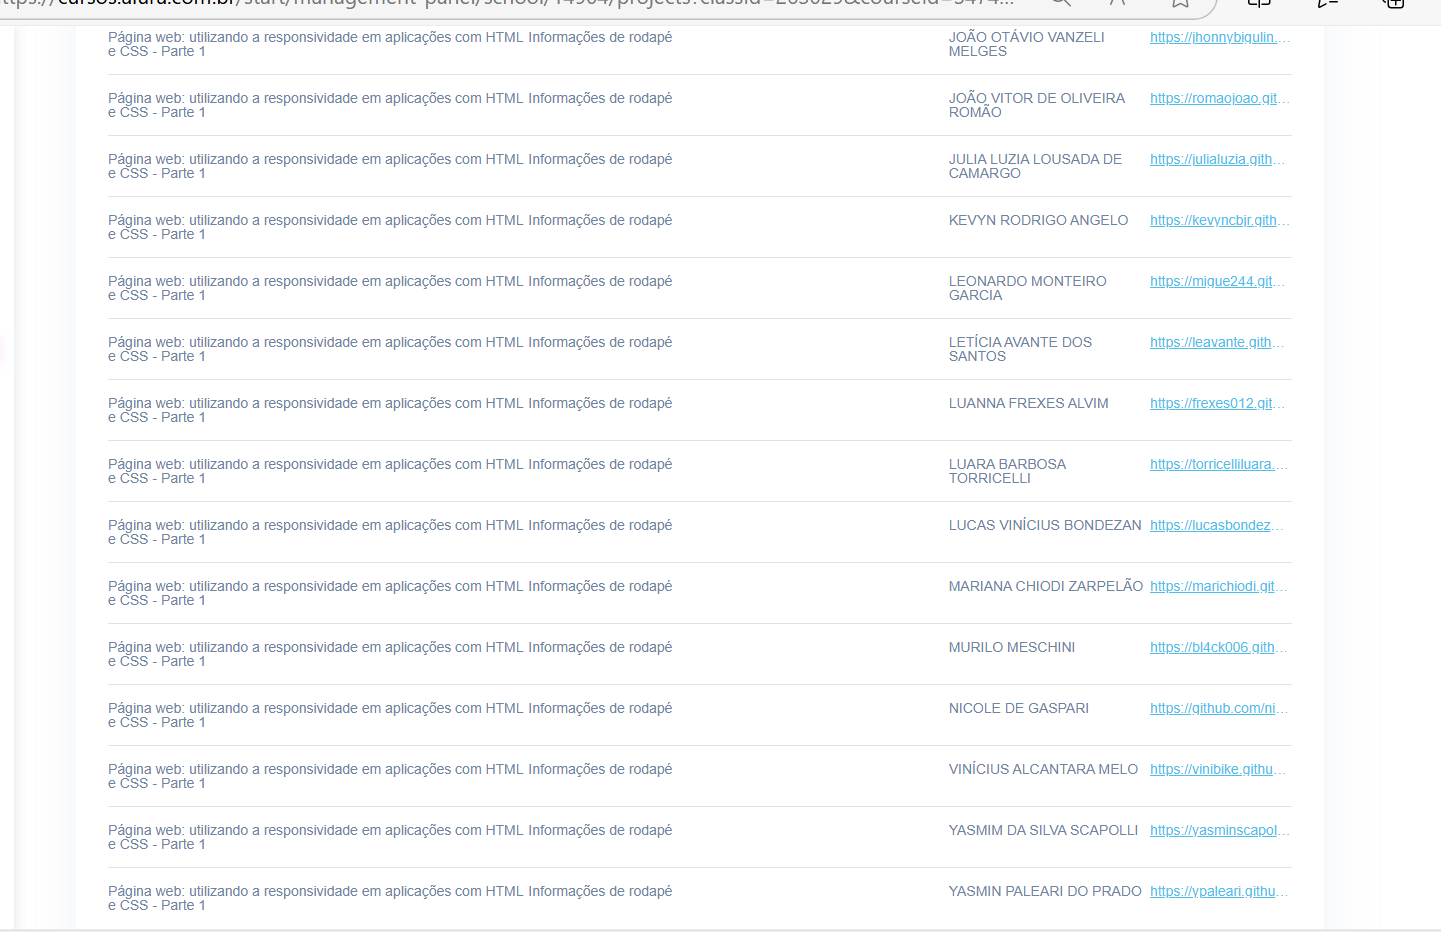 Página web: utilizando a responsividade em aplicações com HTML Informações de rodapé JOÃO OTÁVIO VANZELI https://jhonnybigulin....
e CSS - Parte 1 MELGES
Página web: utilizando a responsividade em aplicações com HTML Informações de rodapé JOÃO VITOR DE OLIVEIRA https://romaojoao.git...
e CSS - Parte 1 ROMÃO
Página web: utilizando a responsividade em aplicações com HTML Informações de rodapé JULIA LUZIA LOUSADA DE https://julialuzia.gith...
e CSS - Parte 1 CAMARGO
Página web: utilizando a responsividade em aplicações com HTML Informações de rodapé KEVYN RODRIGO ANGELO https://kevyncbjr.gith...
e CSS - Parte 1
Página web: utilizando a responsividade em aplicações com HTML Informações de rodapé LEONARDO MONTEIRO https://migue244.git...
e CSS - Parte 1 GARCIA
Página web: utilizando a responsividade em aplicações com HTML Informações de rodapé LETÍCIA AVANTE DOS https://leavante.gith...
e CSS - Parte 1 SANTOS
Página web: utilizando a responsividade em aplicações com HTML Informações de rodapé LUANNA FREXES ALVIM https://frexes012.git...
e CSS - Parte 1
Página web: utilizando a responsividade em aplicações com HTML Informações de rodapé LUARA BARBOSA https://torricelliluara....
e CSS - Parte 1 TORRICELLI
Página web: utilizando a responsividade em aplicações com HTML Informações de rodapé LUCAS VINÍCIUS BONDEZAN https://lucasbondez...
e CSS - Parte 1
Página web: utilizando a responsividade em aplicações com HTML Informações de rodapé MARIANA CHIODI ZARPELÃO https://marichiodi.git...
e CSS - Parte 1
Página web: utilizando a responsividade em aplicações com HTML Informações de rodapé MURILO MESCHINI https://bl4ck006.gith...
e CSS - Parte 1
Página web: utilizando a responsividade em aplicações com HTML Informações de rodapé NICOLE DE GASPARI https://github.com/ni...
e CSS - Parte 1
Página web: utilizando a responsividade em aplicações com HTML Informações de rodapé VINÍCIUS ALCANTARA MELO https://vinibike.githu...
e CSS - Parte 1
Página web: utilizando a responsividade em aplicações com HTML Informações de rodapé YASMIM DA SILVA SCAPOLLI https://yasminscapol...
e CSS - Parte 1
Página web: utilizando a responsividade em aplicações com HTML Informações de rodapé YASMIN PALEARI DO PRADO https://ypaleari.githu...
e CSS - Parte 1